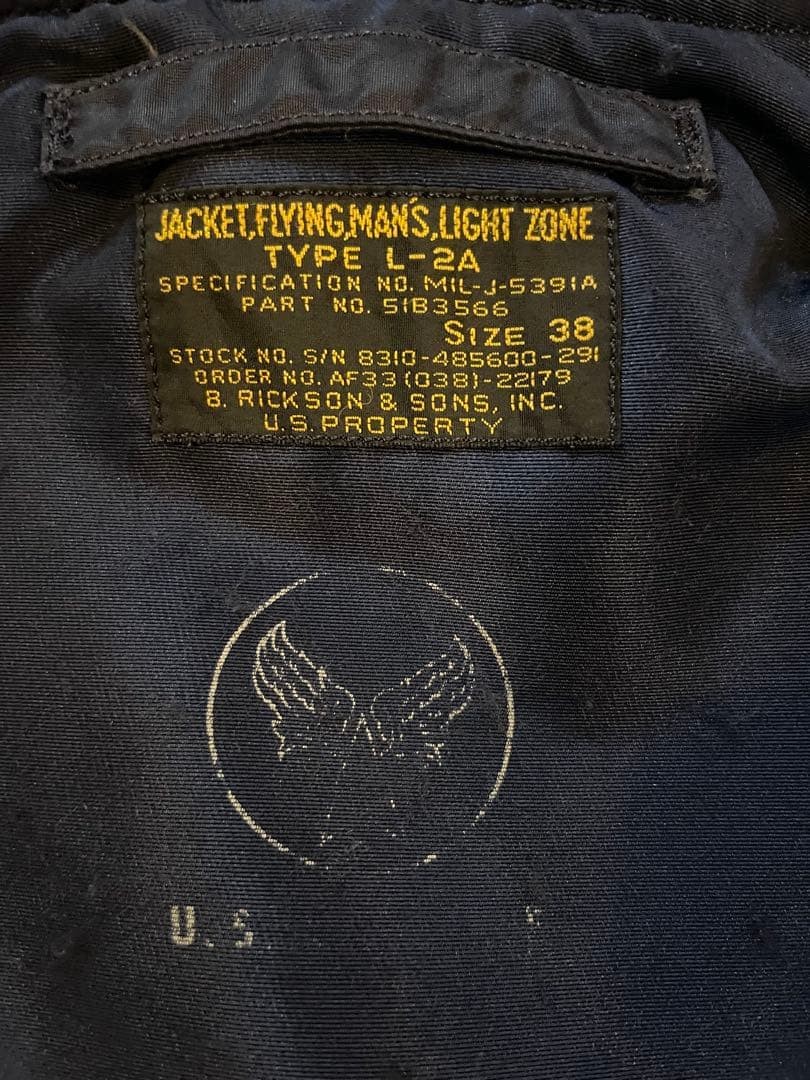 JACKET,FLYING,MAN'S,LIGHT ZONE
TYPE L-2A
SPECIFICATION NO. MIL-J-5391A
PART NO. 51B3566
SIZE 38
STOCK NO. S/N 8310-485600-291
ORDER NO. AF33(038)-22179
B. RICKSON & SONS, INC.
U.S. PROPERTY
U.S